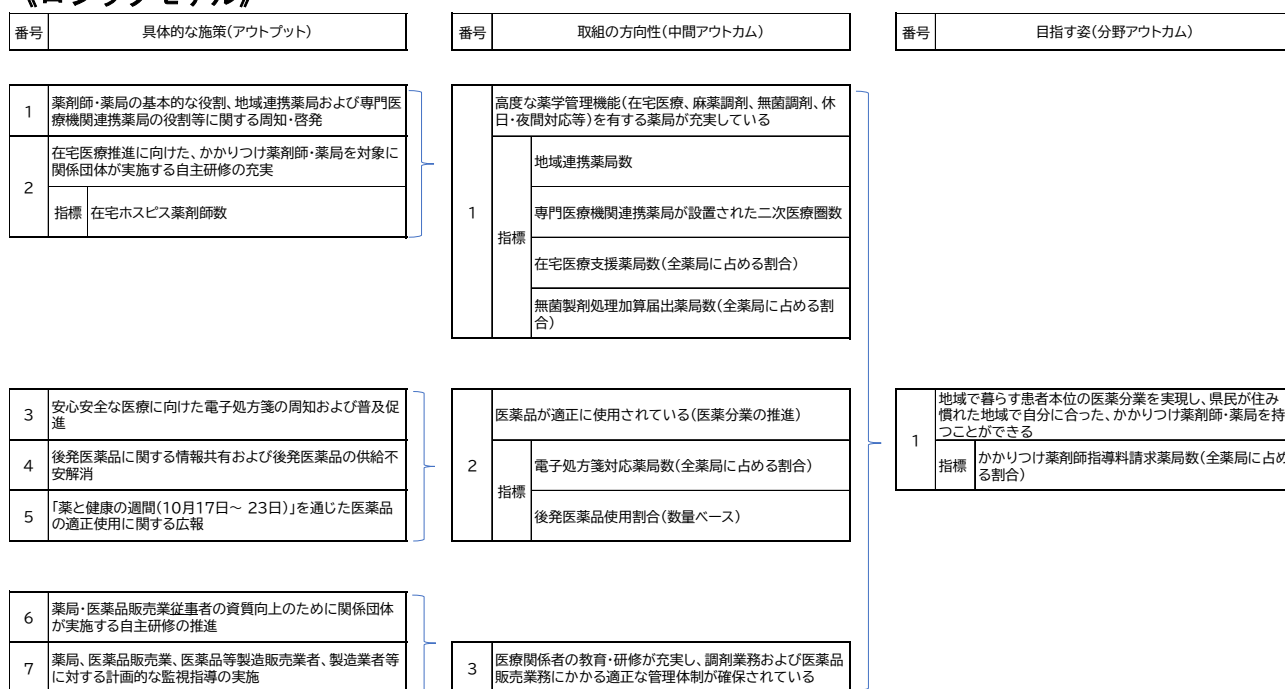 《ロジックモデル》
番号 具体的な施策(アウトプット) 番号 取組の方向性(中間アウトカム) 番号 目指す姿(分野アウトカム)
1 薬剤師・薬局の基本的な役割、地域連携薬局および専門医
療機関連携薬局の役割等に関する周知・啓発
2 在宅医療推進に向けた、かかりつけ薬剤師・薬局を対象に
関係団体が実施する自主研修の充実
指標 在宅ホスピス薬剤師数
1 高度な薬学管理機能(在宅医療、麻薬調剤、無菌調剤、休
日・夜間対応等)を有する薬局が充実している
指標 地域連携薬局数
専門医療機関連携薬局が設置された二次医療圏数
在宅医療支援薬局数(全薬局に占める割合)
無菌製剤処理加算届出薬局数(全薬局に占める割
合)
3 安心安全な医療に向けた電子処方箋の周知および普及促
進
4 後発医薬品に関する情報共有および後発医薬品の供給不
安解消
5 「薬と健康の週間(10月17日～ 23日)」を通じた医薬品
の適正使用に関する広報
2 医薬品が適正に使用されている(医薬分業の推進)
指標 電子処方箋対応薬局数(全薬局に占める割合)
後発医薬品使用割合(数量ベース)
1 地域で暮らす患者本位の医薬分業を実現し、県民が住み
慣れた地域で自分に合った、かかりつけ薬剤師・薬局を持
つことができる
指標 かかりつけ薬剤師指導料請求薬局数(全薬局に占め
る割合)
6 薬局・医薬品販売業従事者の資質向上のために関係団体
が実施する自主研修の推進
7 薬局、医薬品販売業、医薬品等製造販売業者、製造業者等
に対する計画的な監視指導の実施
3 医療関係者の教育・研修が充実し、調剤業務および医薬品
販売業務にかかる適正な管理体制が確保されている